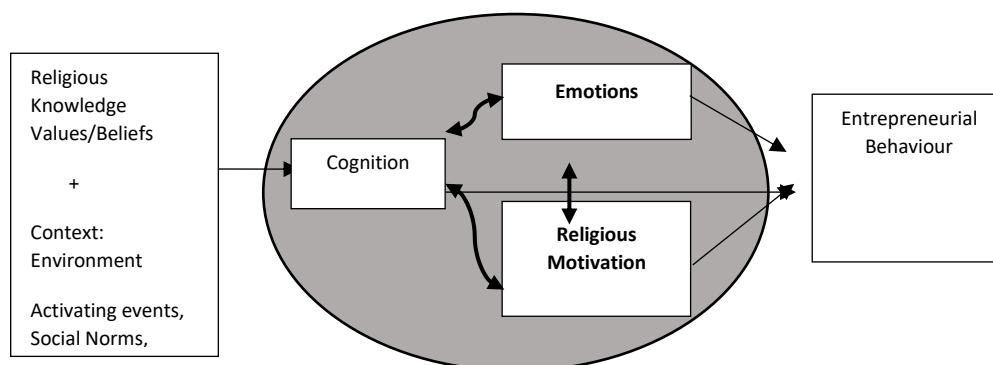 Religious
Knowledge
Values/Beliefs
+
Context:
Environment
Activating events,
Social Norms,
Cognition
Emotions
Religious
Motivation
Entrepreneurial
Behaviour